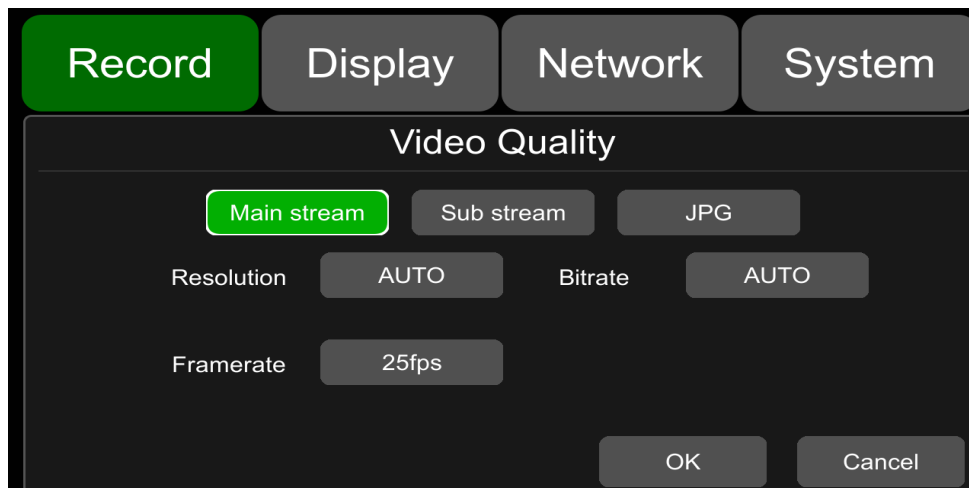 Record Display Network System
Video Quality
Main stream Sub stream JPG
Resolution AUTO Bitrate AUTO
Framerate 25fps
OK Cancel